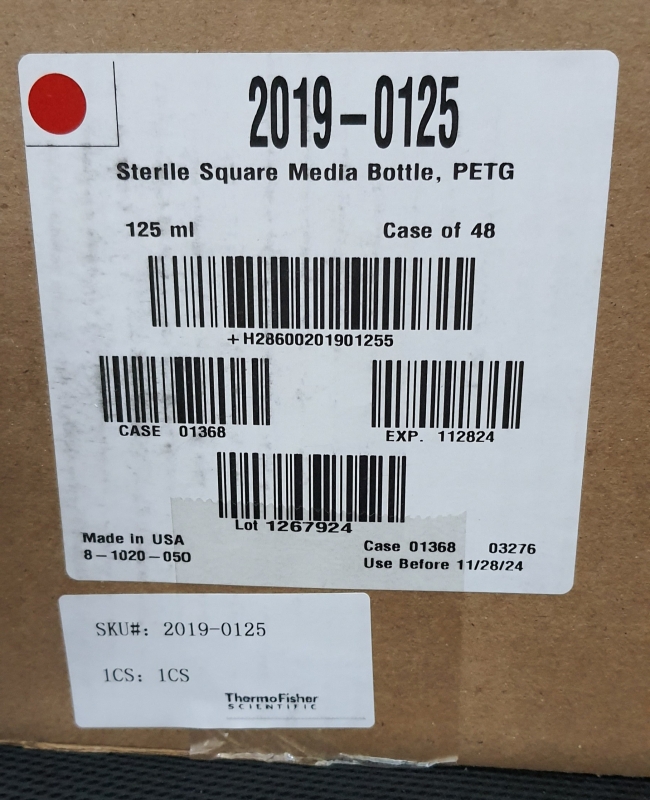 2019-0125
Sterile Square Media Bottle, PETG
125 ml Case of 48
+H28600201901255
CASE 01368 EXP. 112824
Lot 1267924
Made in USA
8-1020-050
Case 01368 03276
Use Before 11/28/24
SKU#: 2019-0125
1CS: 1CS
ThermoFisher
SCIENTIFIC